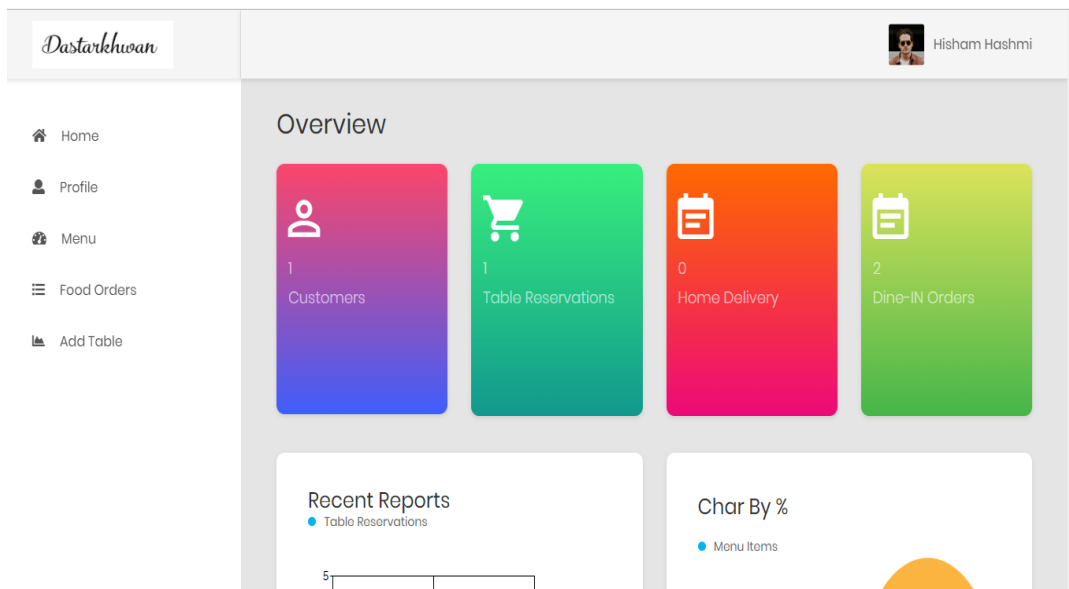 Dastarkhwan
Hisham Hashmi
Home
Profile
Menu
Food Orders
Add Table
Overview
1
Customers
1
Table Reservations
0
Home Delivery
2
Dine-IN Orders
Recent Reports
Table Reservations
5
Char By %
Menu Items